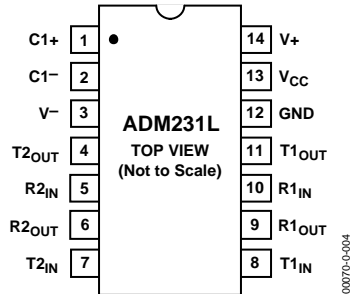 C1+ 1 14 V+
C1– 2 13 VCC
V– 3 12 GND
ADM231L
T2OUT 4 TOP VIEW 11 T1OUT
(Not to Scale)
R2IN 5 10 R1IN
R2OUT 6 9 R1OUT
T2IN 7 8 T1IN
00070-0-004